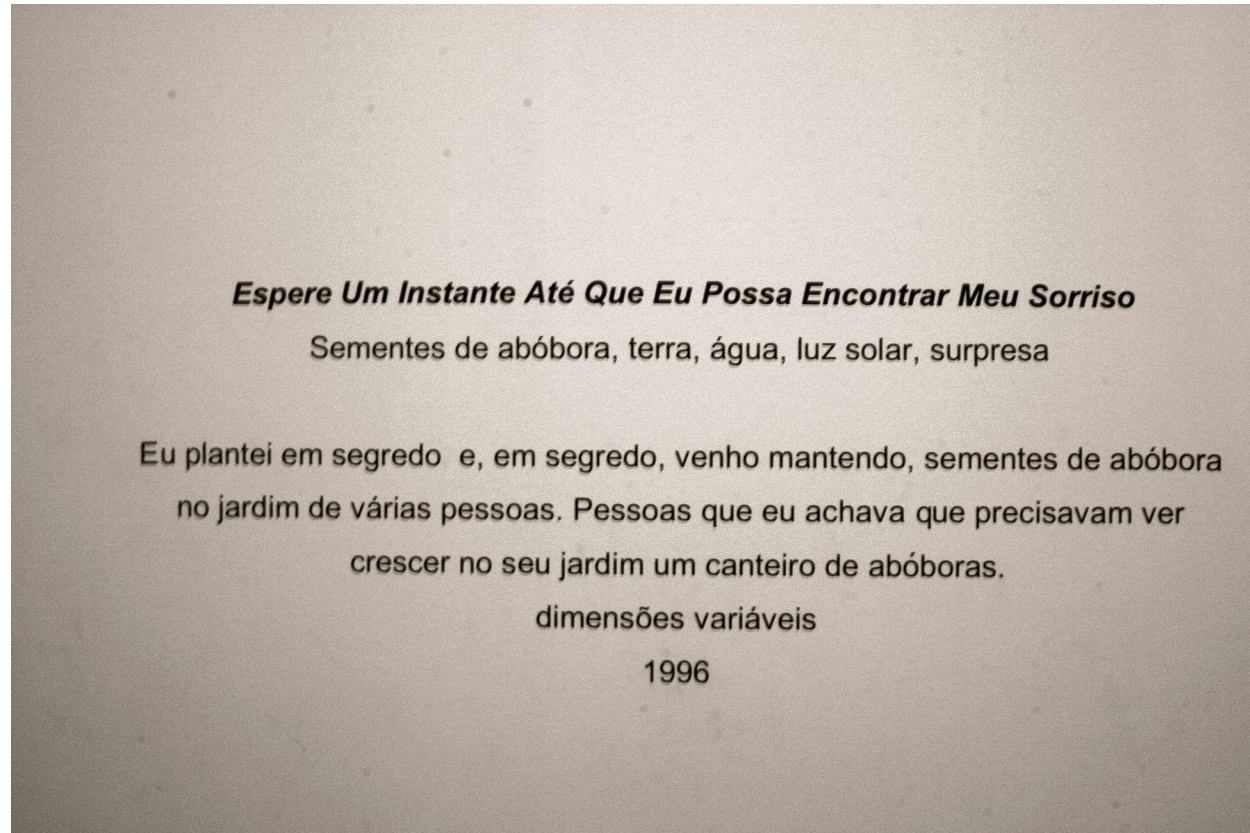 Espere Um Instante Até Que Eu Possa Encontrar Meu Sorriso
Sementes de abóbora, terra, água, luz solar, surpresa
Eu plantei em segredo  e, em segredo, venho mantendo, sementes de abóbora
no jardim de várias pessoas. Pessoas que eu achava que precisavam ver
crescer no seu jardim um canteiro de abóboras.
dimensões variáveis
1996